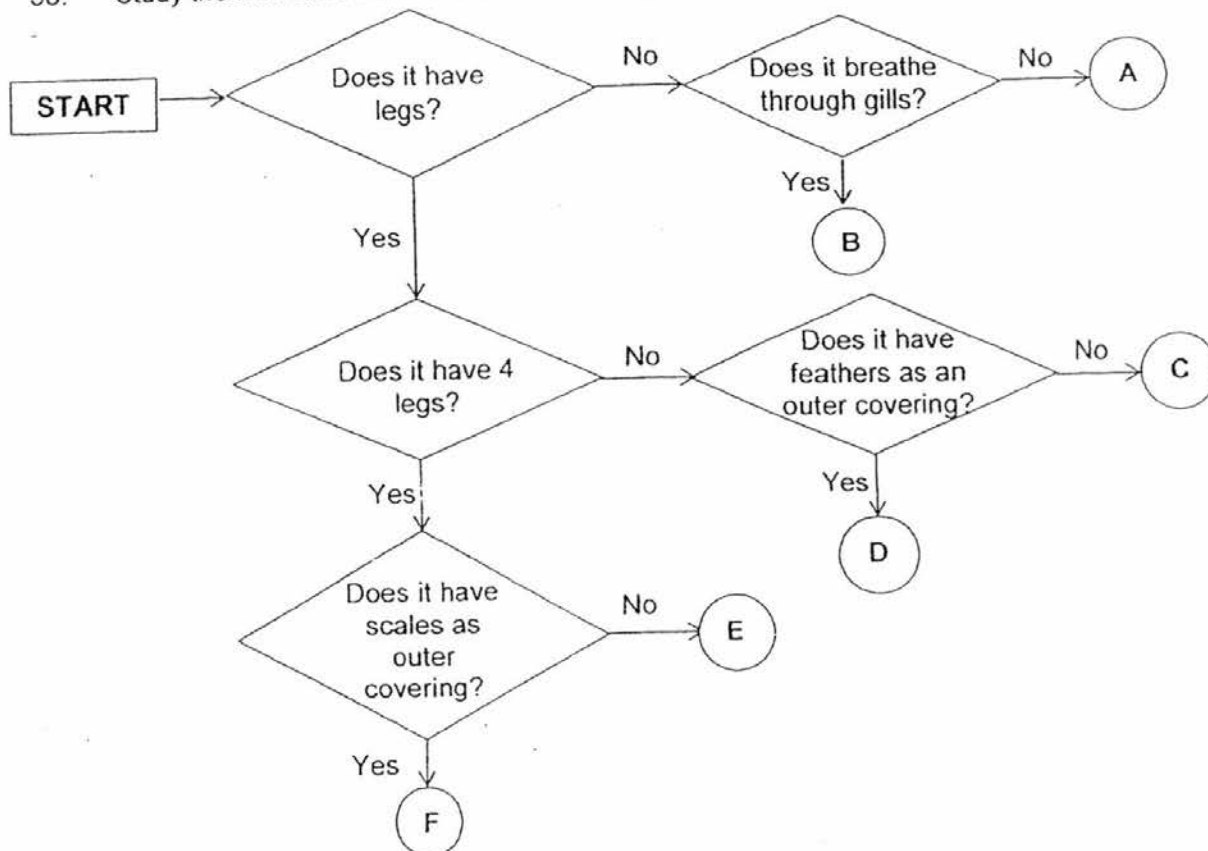 Study the
START
Does it have
legs?
No
Does it breathe
through gills?
No
A
Yes
B
Yes
Does it have 4
legs?
No
Does it have
feathers as an
outer covering?
No
C
Yes
D
Yes
Does it have
scales as
outer
covering?
No
E
Yes
F